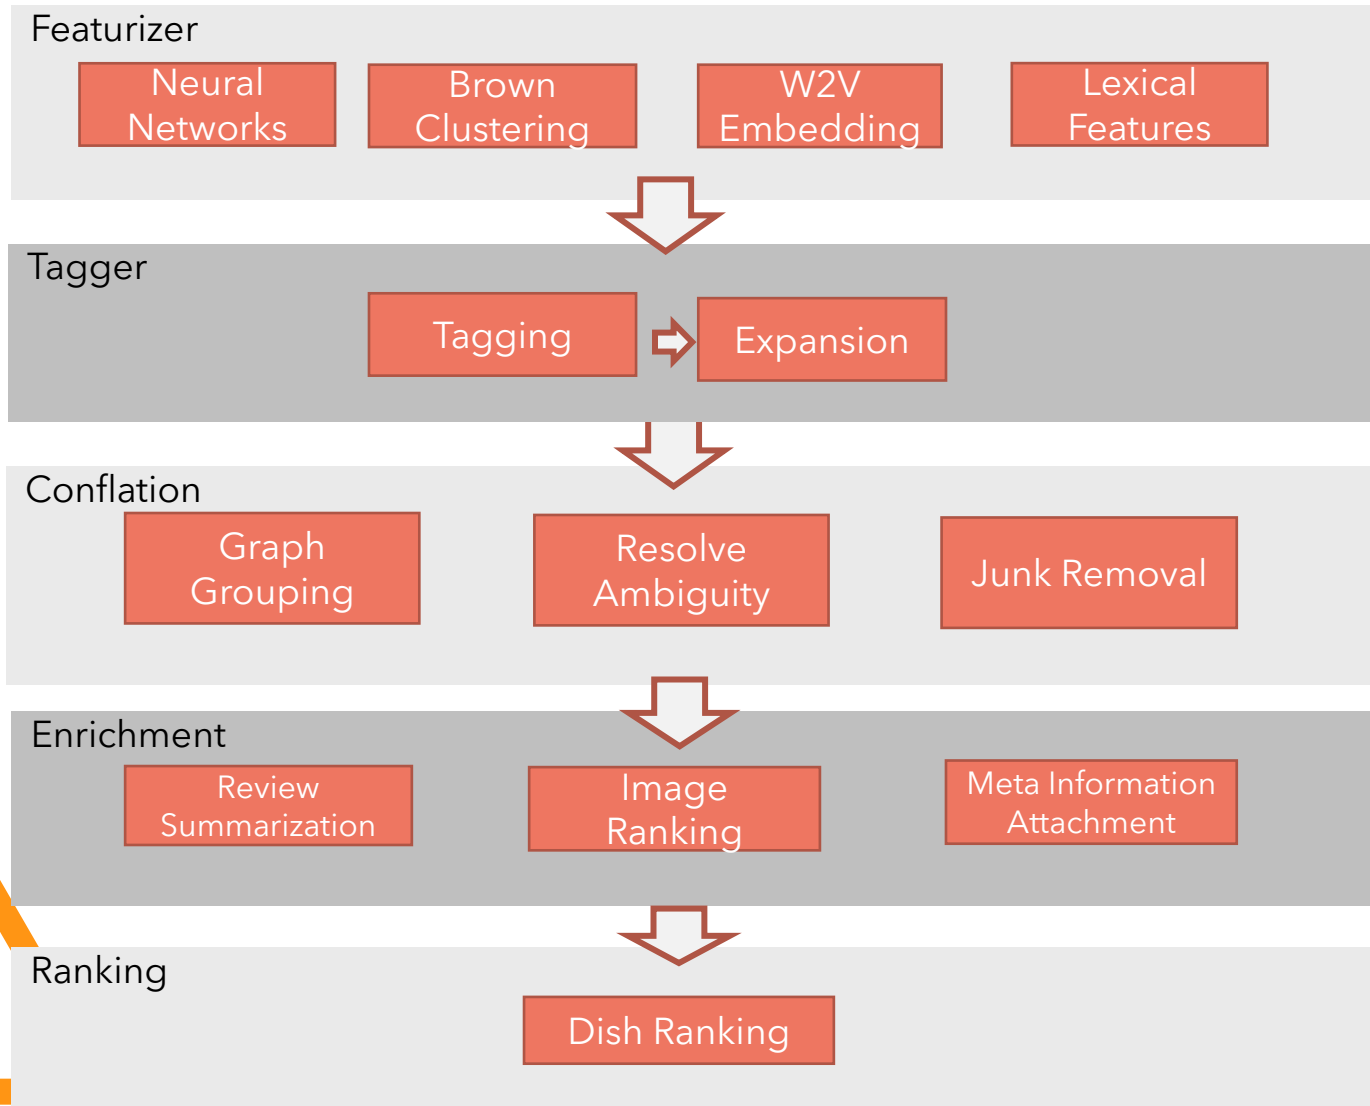 Featurizer
Neural
Networks
Brown
Clustering
W2V
Embedding
Lexical
Features
Tagger
Tagging
Expansion
Conflation
Graph
Grouping
Resolve
Ambiguity
Junk Removal
Enrichment
Review
Summarization
Image
Ranking
Meta Information
Attachment
Ranking
Dish Ranking